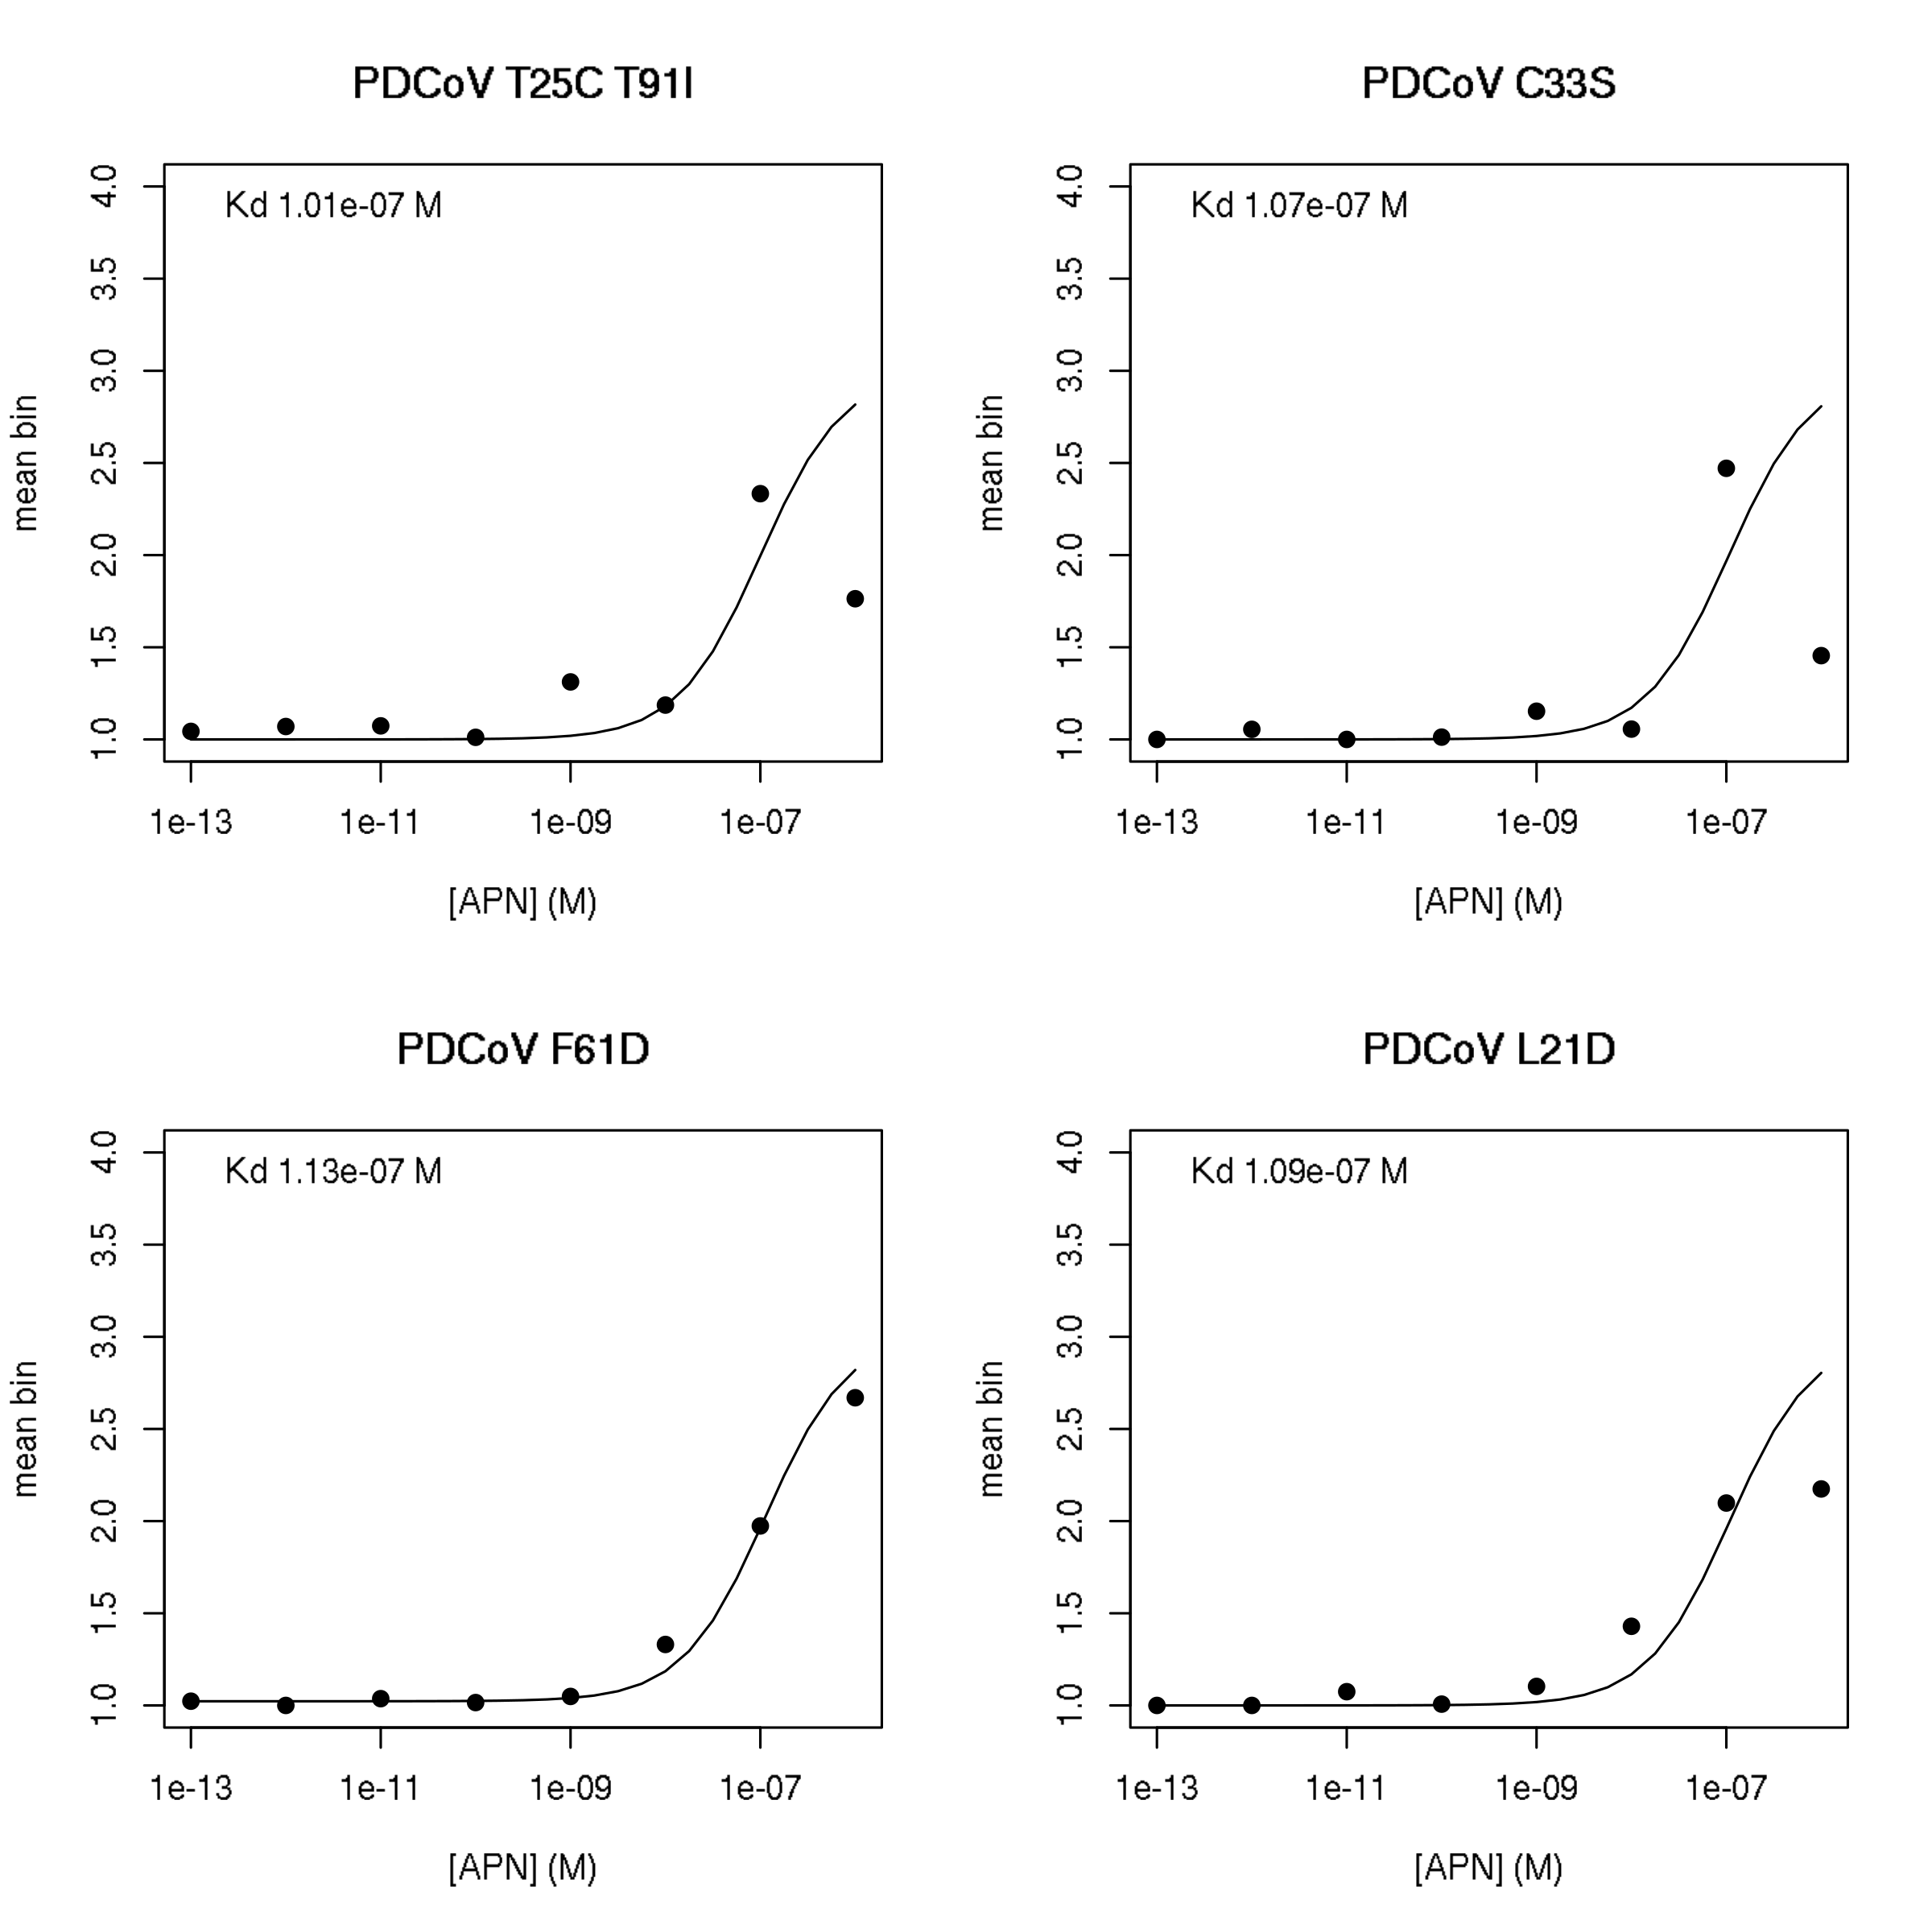 PDCoV T25C T91I
Kd 1.01e-07 M
mean bin
4.0
3.5
3.0
2.5
2.0
1.5
1.0
1e-13 1e-11 1e-09 1e-07
[APN] (M)
PDCoV C33S
Kd 1.07e-07 M
mean bin
4.0
3.5
3.0
2.5
2.0
1.5
1.0
1e-13 1e-11 1e-09 1e-07
[APN] (M)
PDCoV F61D
Kd 1.13e-07 M
mean bin
4.0
3.5
3.0
2.5
2.0
1.5
1.0
1e-13 1e-11 1e-09 1e-07
[APN] (M)
PDCoV L21D
Kd 1.09e-07 M
mean bin
4.0
3.5
3.0
2.5
2.0
1.5
1.0
1e-13 1e-11 1e-09 1e-07
[APN] (M)